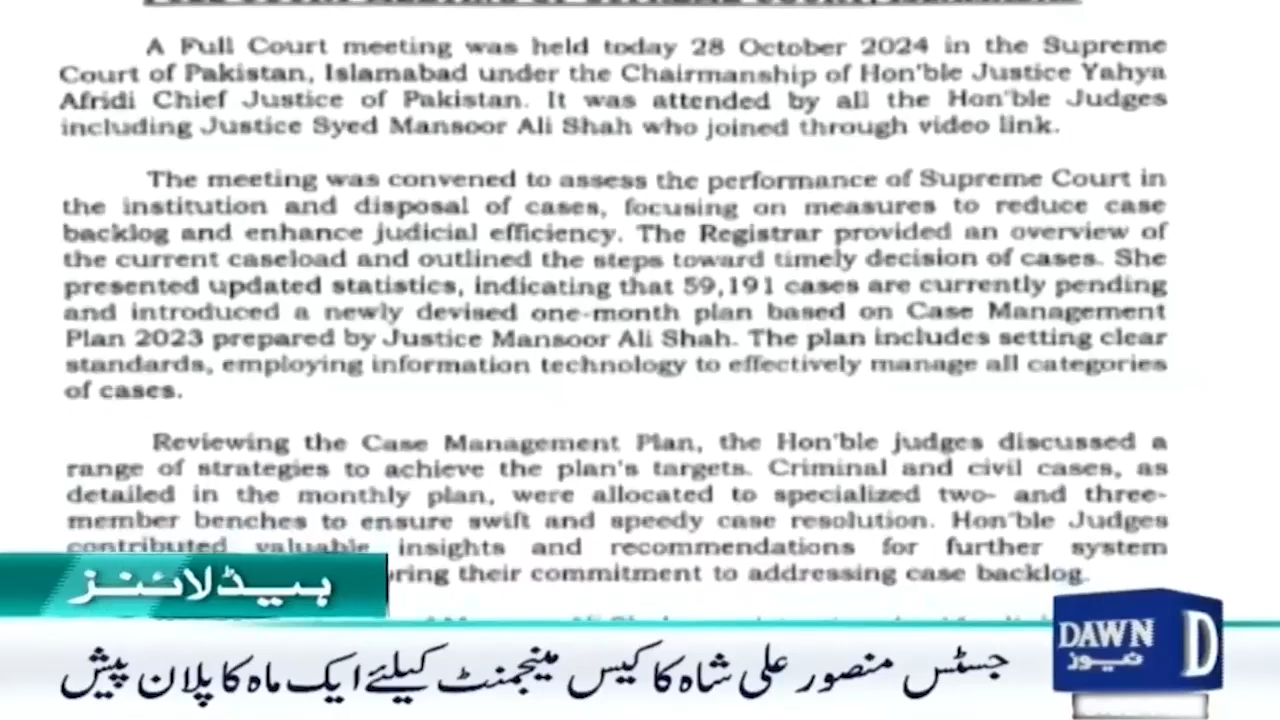 A Full Court meeting was held today 28 October 2024 in the Supreme
Court of Pakistan, Islamabad under the Chairmanship of Hon'ble Justice Yahya
Afridi Chief Justice of Pakistan. It was attended by all the Hon'ble Judges
including Justice Syed Mansoor Ali Shah who joined through video link.
The meeting was convened to assess the performance of Supreme Court in
the institution and disposal of cases, focusing on measures to reduce case
backlog and enhance judicial efficiency. The Registrar provided an overview of
the current caseload and outlined the steps toward timely decision of cases. She
presented updated statistics, indicating that 59,191 cases are currently pending
and introduced a newly devised one-month plan based on Case Management
Plan 2023 prepared by Justice Mansoor Ali Shah. The plan includes setting clear
standards, employing information technology to effectively manage all categories
of cases.
Reviewing the Case Management Plan, the Hon'ble judges discussed a
range of strategies to achieve the plan's targets. Criminal and civil cases, as
detailed in the monthly plan, were allocated to specialized two- and three-
member benches to ensure swift and speedy case resolution. Hon'ble Judges
contributed valuable insights and recommendations for further system
their commitment to addressing case backlog.
ہیڈلائنز
جسٹس منصور علی شاہ کا کیس مینجمنٹ کیلئے ایک ماہ کا پلان پیش
DAWN
نیوز
D